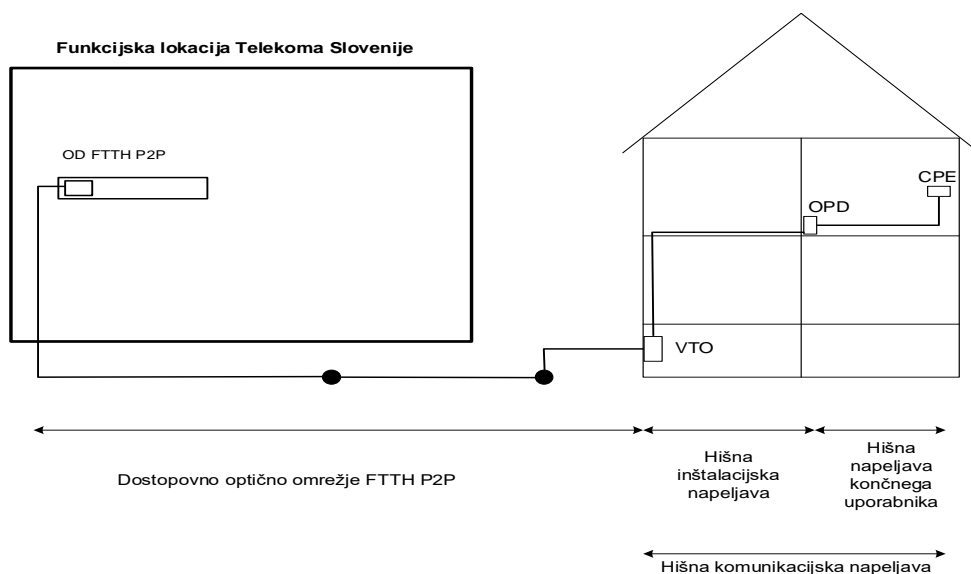 Funkcijska lokacija Telekoma Slovenije
OD FTTH P2P
CPE
OPD
VTO
Dostopovno optično omrežje FTTH P2P
Hišna
inštalacijska
napeljava
Hišna
napeljava
končnega
uporabnika
Hišna komunikacijska napeljava